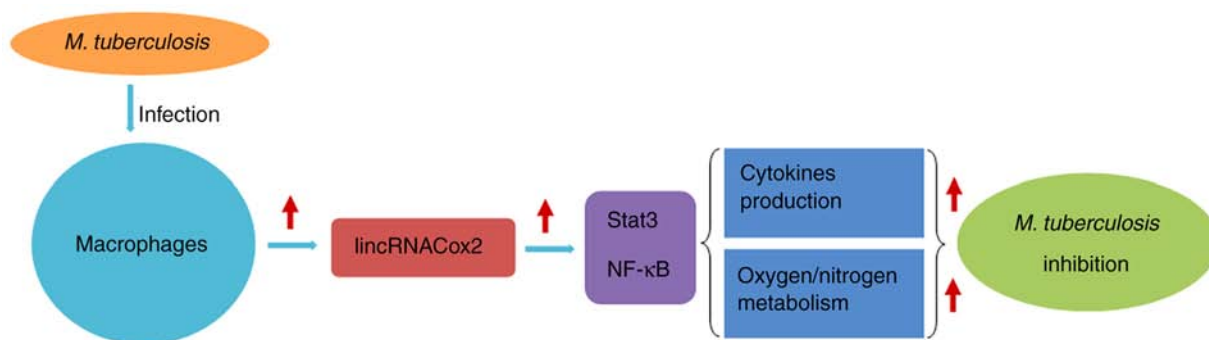 M. tuberculosis
Infection
Macrophages
lincRNACox2
Stat3
NF-κB
Cytokines
production
Oxygen/nitrogen
metabolism
M. tuberculosis
inhibition